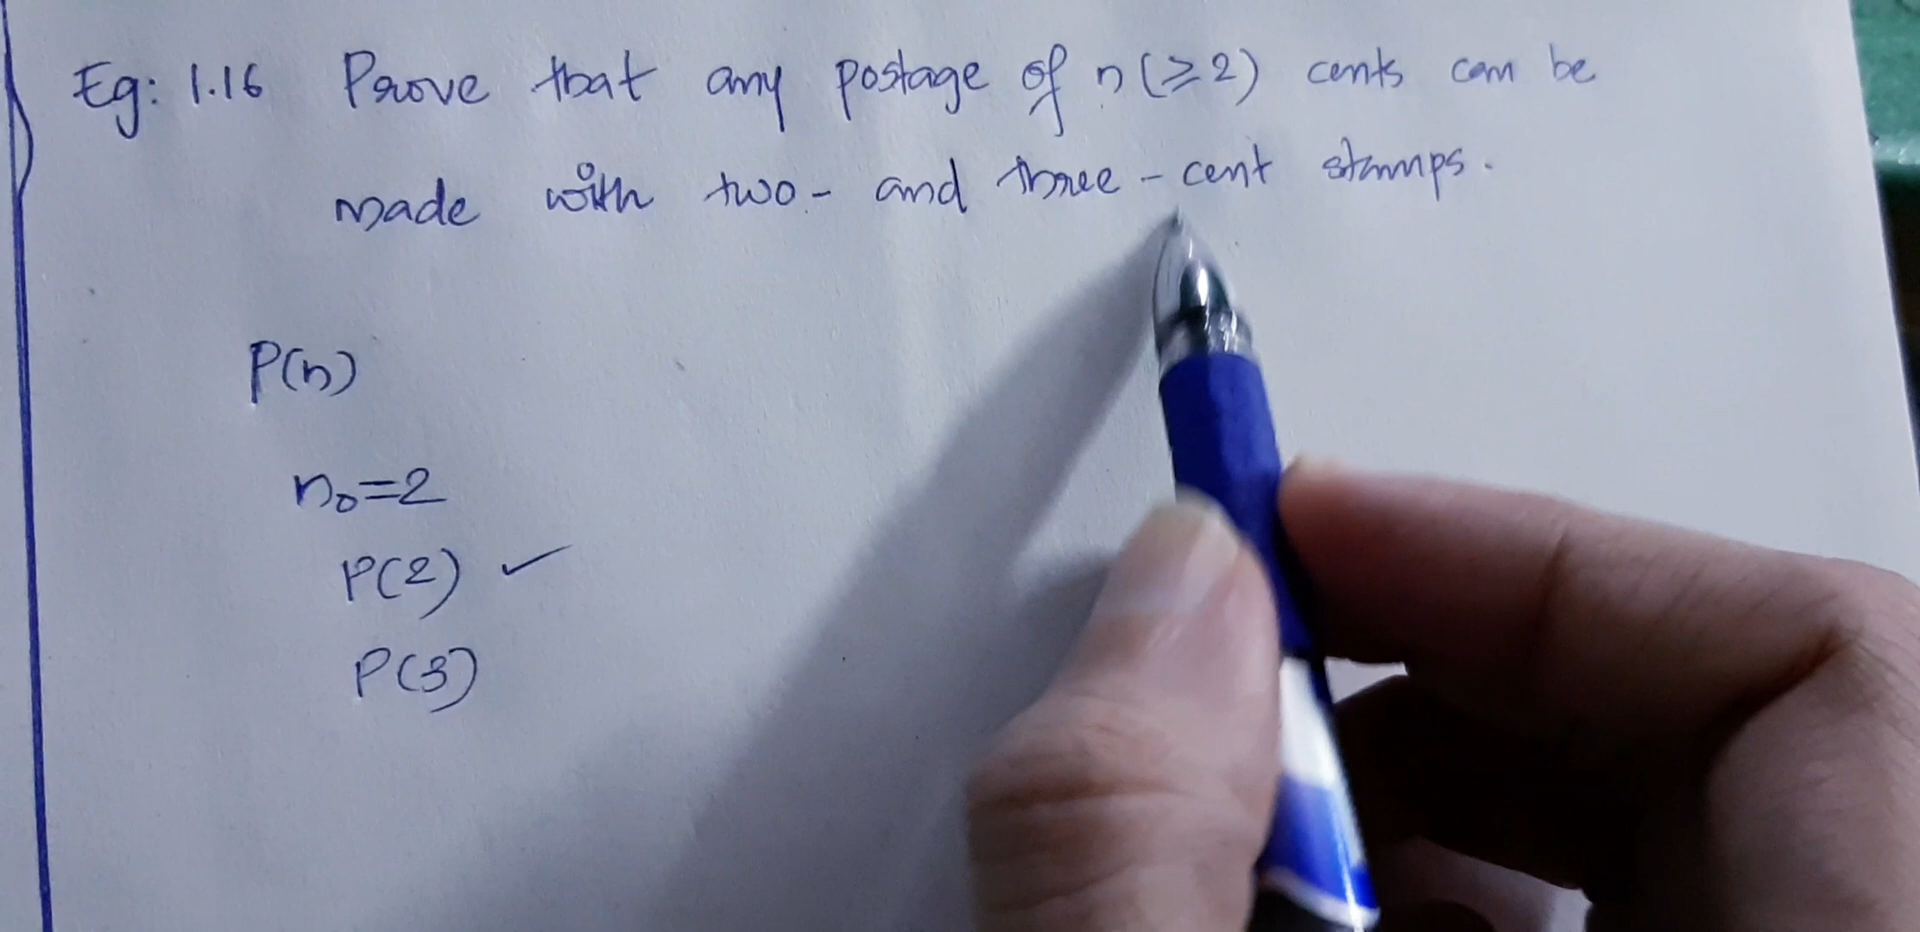 Eg: 1.16 Prove that any postage of n (≥2) cents can be
made with two- and three-cent stamps.
P(n)
n₀=2
P(2) ✓
P(3)